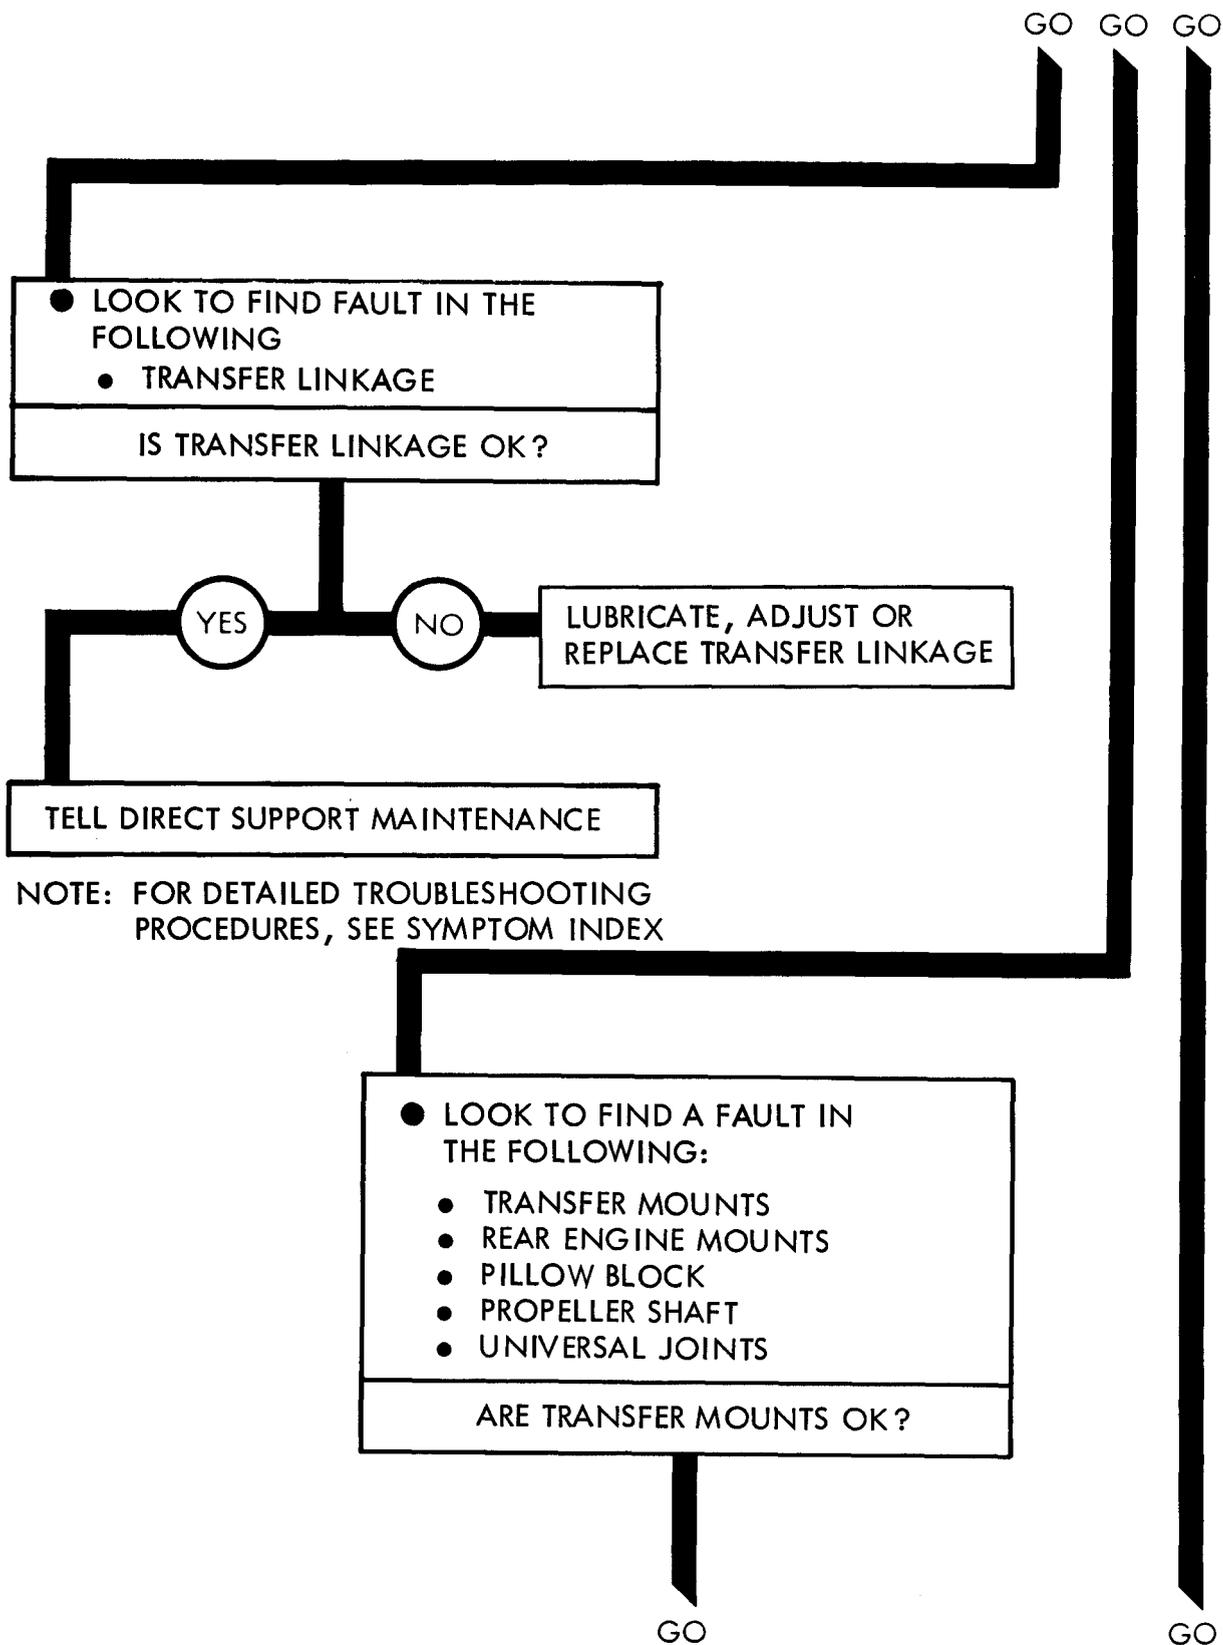 GO GO GO
● LOOK TO FIND FAULT IN THE
FOLLOWING
● TRANSFER LINKAGE
IS TRANSFER LINKAGE OK?
YES
NO
LUBRICATE, ADJUST OR
REPLACE TRANSFER LINKAGE
TELL DIRECT SUPPORT MAINTENANCE
NOTE: FOR DETAILED TROUBLESHOOTING
PROCEDURES, SEE SYMPTOM INDEX
● LOOK TO FIND A FAULT IN
THE FOLLOWING:
● TRANSFER MOUNTS
● REAR ENGINE MOUNTS
● PILLOW BLOCK
● PROPELLER SHAFT
● UNIVERSAL JOINTS
ARE TRANSFER MOUNTS OK?
GO GO